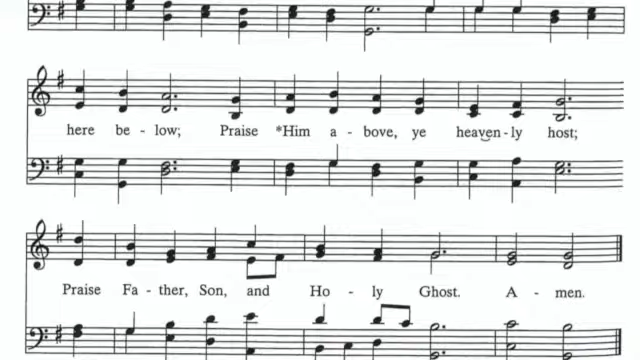 here be - low; Praise *Him a - bove, ye heaven - ly host;
Praise Fa - ther, Son, and Ho - ly Ghost. A - men.